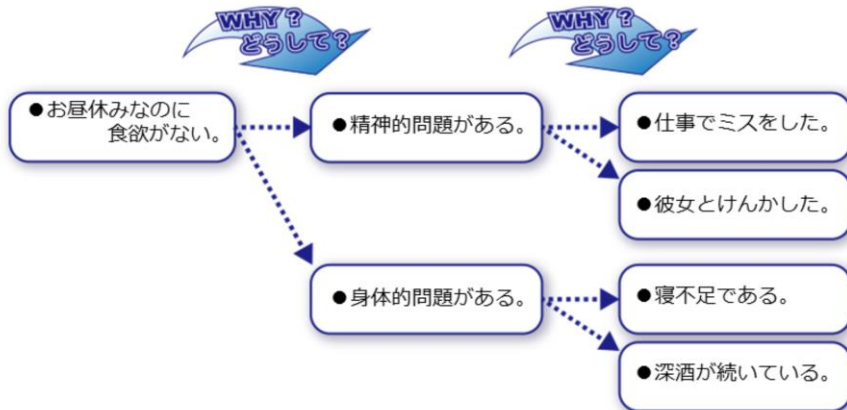 WHY?
どうして?
WHY?
どうして?
●お昼休みなのに
食欲がない。
●精神的問題がある。
●仕事でミスをした。
●彼女とけんかした。
●身体的問題がある。
●寝不足である。
●深酒が続いている。